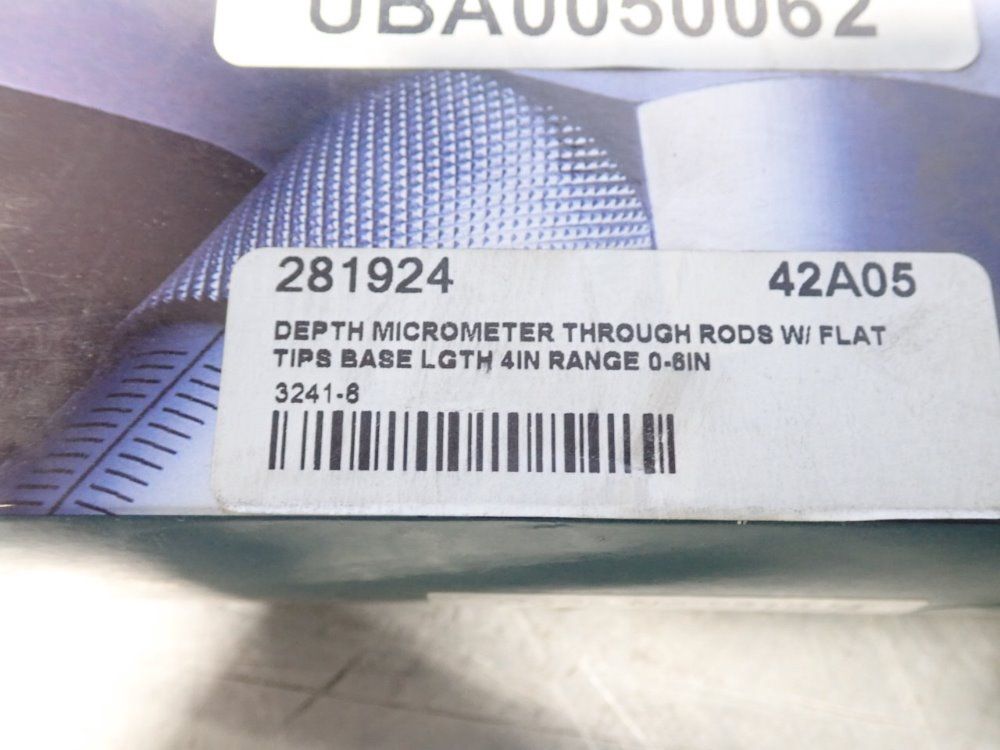 UBA0050062
281924 42A05
DEPTH MICROMETER THROUGH RODS W/ FLAT
TIPS BASE LGTH 4IN RANGE 0-6IN
3241-6